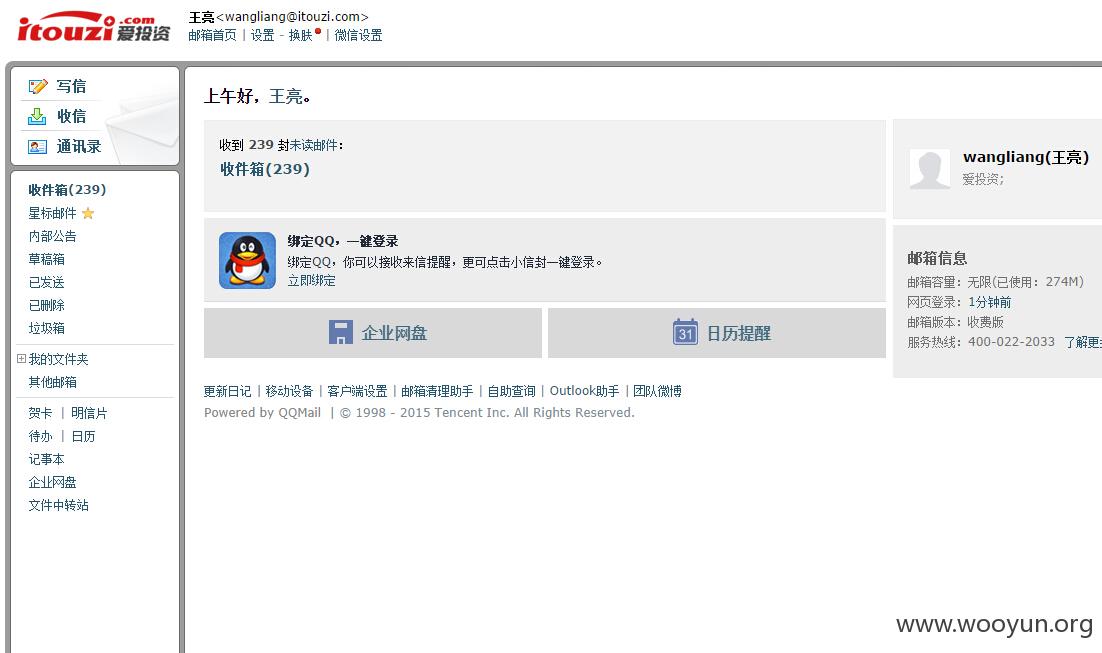 itouzi.com爱投资
王亮<wangliang@itouzi.com>
邮箱首页 | 设置 - 换肤 | 微信设置
写信
收信
通讯录
收件箱(239)
星标邮件
内部公告
草稿箱
已发送
已删除
垃圾箱
我的文件夹
其他邮箱
贺卡 | 明信片
待办 | 日历
记事本
企业网盘
文件中转站
上午好，王亮。
收到 239 封未读邮件：
收件箱(239)
绑定QQ，一键登录
绑定QQ，你可以接收来信提醒，更可点击小信封一键登录。
立即绑定
企业网盘
31 日历提醒
更新日记 | 移动设备 | 客户端设置 | 邮箱清理助手 | 自助查询 | Outlook助手 | 团队微博
Powered by QQMail | © 1998 - 2015 Tencent Inc. All Rights Reserved.
wangliang(王亮)
爱投资;
邮箱信息
邮箱容量：无限(已使用：274M)
网页登录：1分钟前
邮箱版本：收费版
服务热线：400-022-2033 了解更
www.wooyun.org